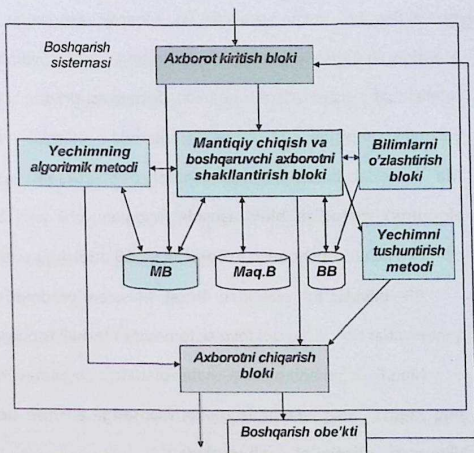 Boshqarish
sistemasi
Axborot kiritish bloki
Yechimning
algoritmik metodi
Mantiqiy chiqish va
boshqaruvchi axborotni
shakllantirish bloki
Bilimlarni
o'zlashtirish
bloki
Yechimni
tushuntirish
metodi
MB
Maq.B
BB
Axborotni chiqarish
bloki
Boshqarish obe'kti